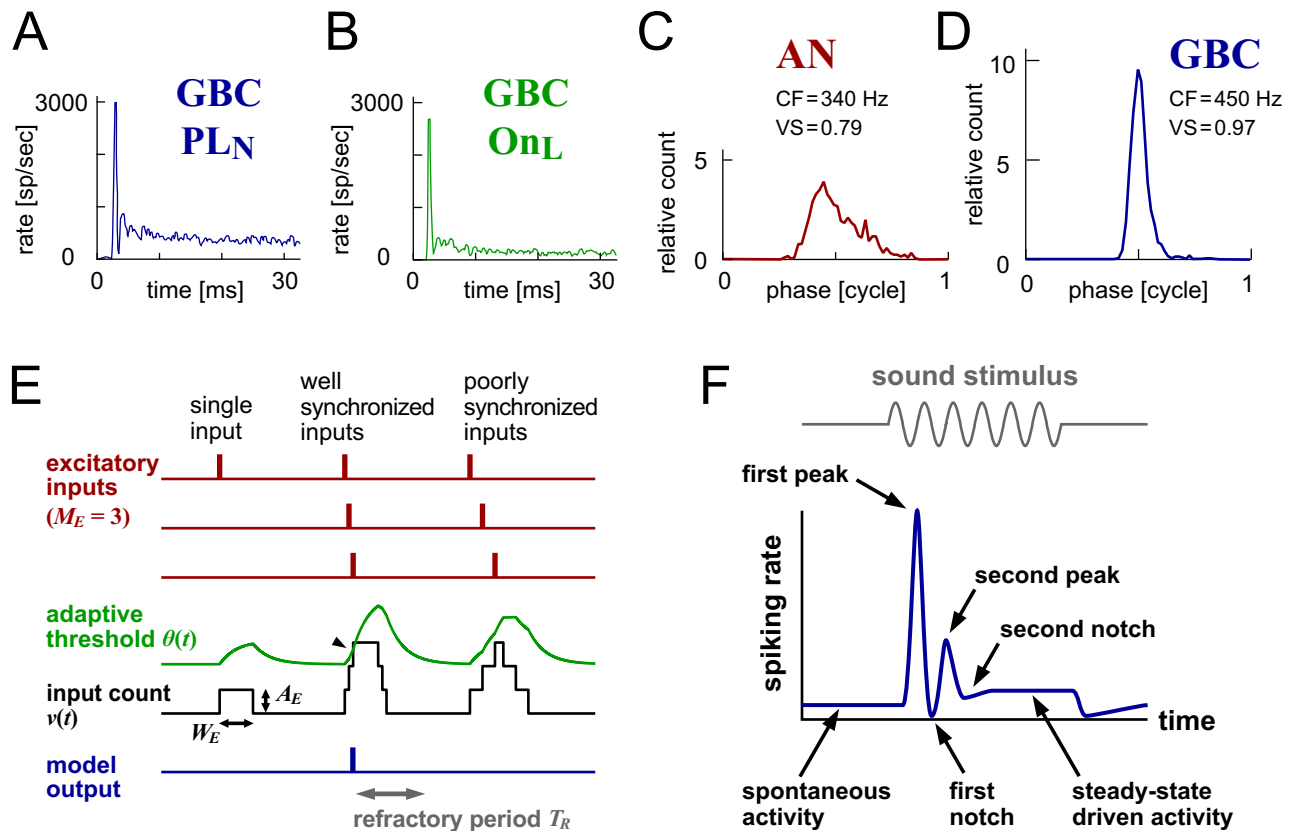 A
GBC
PLN
3000
0
rate [sp/sec]
0
30
time [ms]
B
GBC
OnL
3000
0
rate [sp/sec]
0
30
time [ms]
C
AN
CF=340 Hz
VS=0.79
5
0
relative count
0
1
phase [cycle]
D
GBC
CF=450 Hz
VS=0.97
10
5
0
relative count
0
1
phase [cycle]
E
single
input
well
synchronized
inputs
poorly
synchronized
inputs
excitatory
inputs
(ME = 3)
adaptive
threshold θ(t)
input count
v(t)
AE
WE
model
output
refractory period TR
F
sound stimulus
first peak
second peak
second notch
spiking rate
time
spontaneous
activity
first
notch
steady-state
driven activity